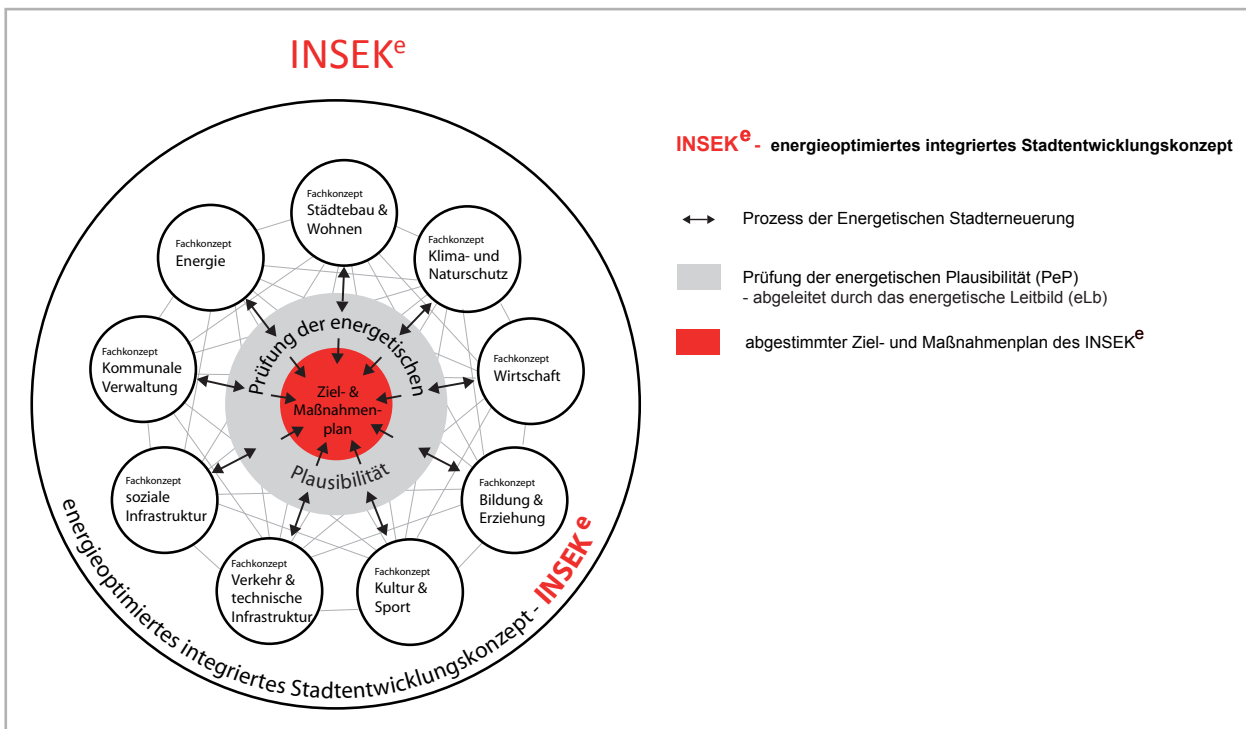 INSEKe
Fachkonzept
Städtebau &
Wohnen
Fachkonzept
Klima- und
Naturschutz
Fachkonzept
Wirtschaft
Fachkonzept
Bildung &
Erziehung
Fachkonzept
Kultur &
Sport
Fachkonzept
Verkehr &
technische
Infrastruktur
Fachkonzept
soziale
Infrastruktur
Fachkonzept
Kommunale
Verwaltung
Fachkonzept
Energie
Prüfung der energetischen
Plausibilität
Ziel- &
Maßnahmen-
plan
energieoptimiertes integriertes Stadtentwicklungskonzept - INSEKe
INSEKe - energieoptimiertes integriertes Stadtentwicklungskonzept
Prozess der Energetischen Stadterneuerung
Prüfung der energetischen Plausibilität (PeP)
- abgeleitet durch das energetische Leitbild (eLb)
abgestimmter Ziel- und Maßnahmenplan des INSEKe